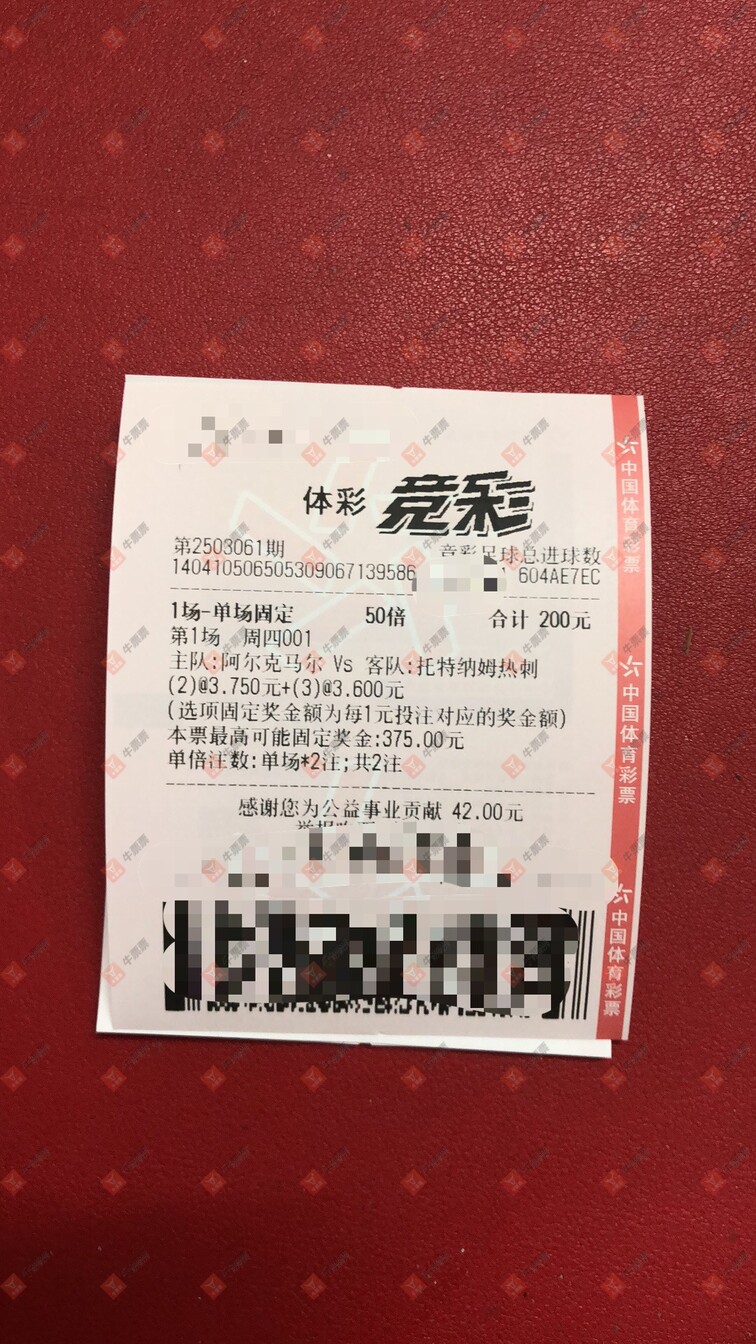 体彩 竞彩
第2503061期 竞彩足球总进球数
140410506505309067139586 604AE7EC
1场-单场固定 50倍 合计 200元
第1场 周四001
主队:阿尔克马尔 Vs 客队:托特纳姆热刺
(2)@3.750元+(3)@3.600元
(选项固定奖金额为每1元投注对应的奖金额)
本票最高可能固定奖金:375.00元
单倍注数:单场*2注;共2注
感谢您为公益事业贡献 42.00元
中国体育彩票
中国体育彩票
中国体育彩票
牛票票